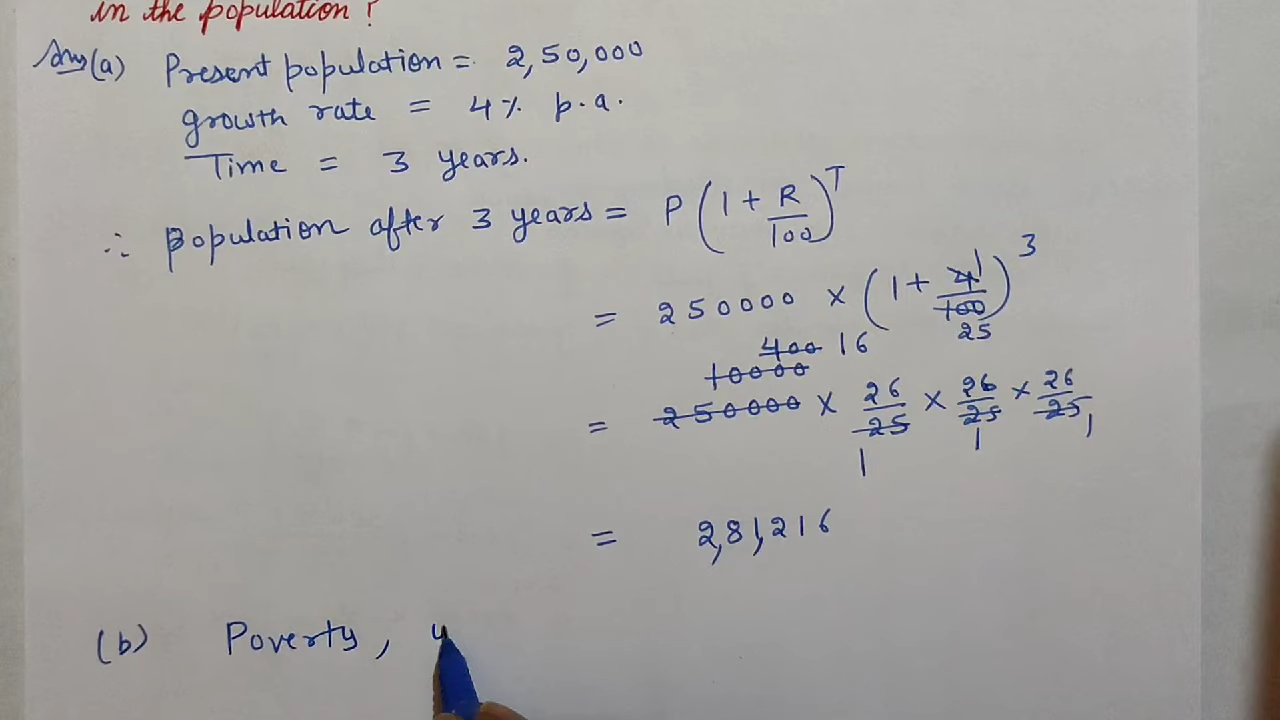 in the population?
Ans(a) Present population = 2,50,000
growth rate = 4% p.a.
Time = 3 years.
∴ Population after 3 years = P(1 + R/100)^T
= 250000 × (1 + 4/100)^3
1
25
400 16
10000
= 250000 × 26/25 × 26/25 × 26/25
1 1 1
= 2,81,216
(b) Poverty,